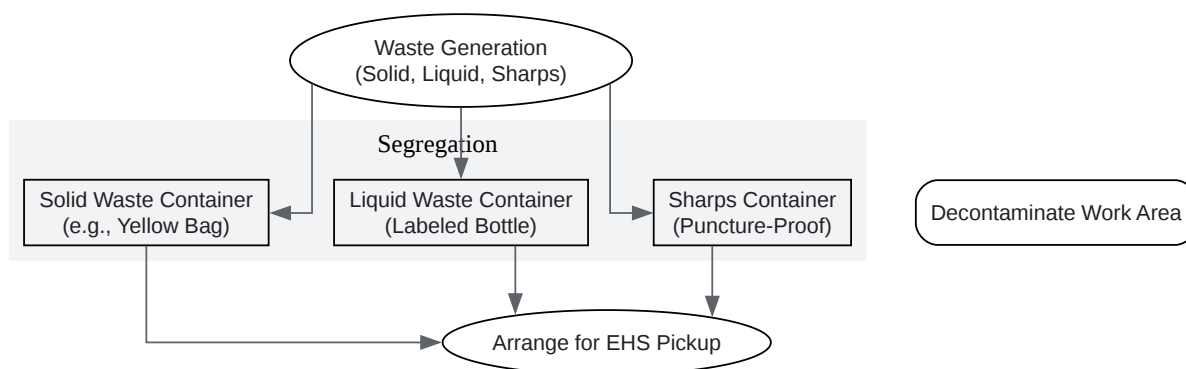 Waste Generation
(Solid, Liquid, Sharps)
Segregation
Solid Waste Container
(e.g., Yellow Bag)
Liquid Waste Container
(Labeled Bottle)
Sharps Container
(Puncture-Proof)
Decontaminate Work Area
Arrange for EHS Pickup